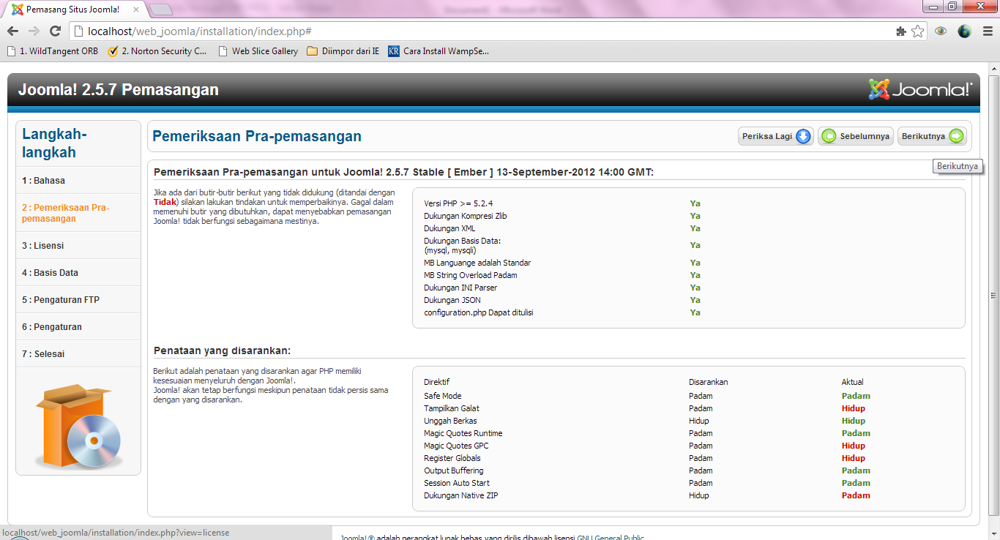 Pemasang Situs Joomla!
localhost/web_joomla/installation/index.php#
1. WildTangent ORB
2. Norton Security C...
Web Slice Gallery
Diimpor dari IE
KR Cara Install WampSe...
Joomla! 2.5.7 Pemasangan
Joomla!®
Langkah-
langkah
1 : Bahasa
2 : Pemeriksaan Pra-
pemasangan
3 : Lisensi
4 : Basis Data
5 : Pengaturan FTP
6 : Pengaturan
7 : Selesai
Pemeriksaan Pra-pemasangan
Periksa Lagi
Sebelumnya
Berikutnya
Berikutnya
Pemeriksaan Pra-pemasangan untuk Joomla! 2.5.7 Stable [ Ember ] 13-September-2012 14:00 GMT:
Jika ada dari butir-butir berikut yang tidak didukung (ditandai dengan
Tidak) silakan lakukan tindakan untuk memperbaikinya. Gagal dalam
memenuhi butir yang dibutuhkan, dapat menyebabkan pemasangan
Joomla! tidak berfungsi sebagaimana mestinya.
Versi PHP >= 5.2.4 Ya
Dukungan Kompresi Zlib Ya
Dukungan XML Ya
Dukungan Basis Data:
(mysql, mysqli) Ya
MB Languange adalah Standar Ya
MB String Overload Padam Ya
Dukungan INI Parser Ya
Dukungan JSON Ya
configuration.php Dapat ditulisi Ya
Penataan yang disarankan:
Berikut adalah penataan yang disarankan agar PHP memiliki
kesesuaian menyeluruh dengan Joomla!.
Joomla! akan tetap berfungsi meskipun penataan tidak persis sama
dengan yang disarankan.
Direktif Disarankan Aktual
Safe Mode Padam Padam
Tampilkan Galat Padam Hidup
Unggah Berkas Hidup Hidup
Magic Quotes Runtime Padam Padam
Magic Quotes GPC Padam Hidup
Register Globals Padam Hidup
Output Buffering Padam Padam
Session Auto Start Padam Padam
Dukungan Native ZIP Hidup Padam
localhost/web_joomla/installation/index.php?view=license
Joomla!® adalah perangkat lunak bebas yang dirilis dibawah lisensi GNU General Public